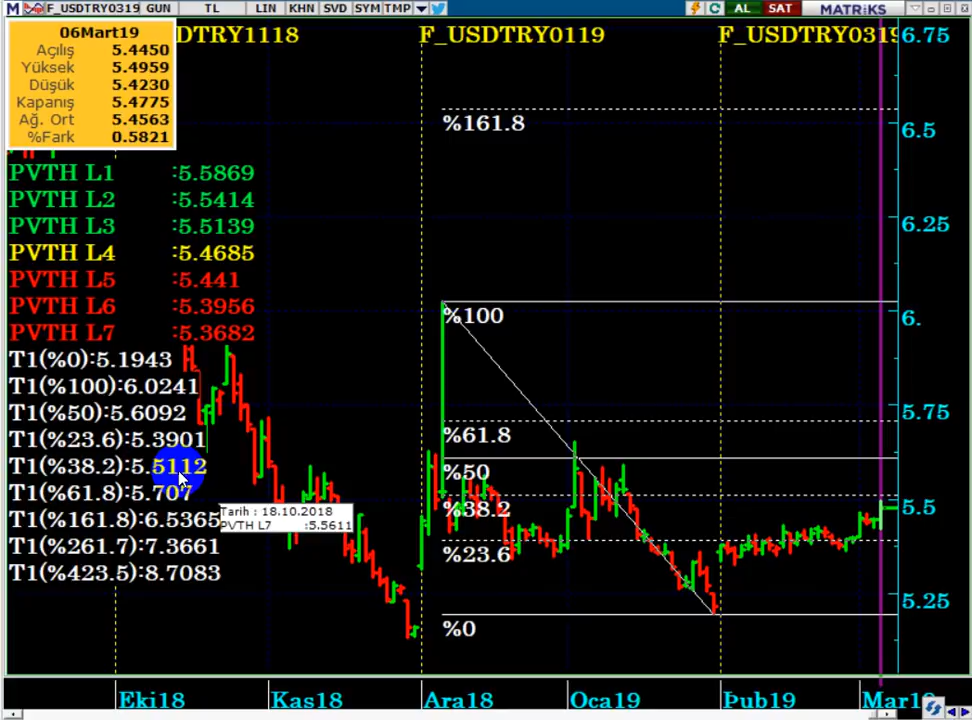 M F_USDTRY0319 GUN TL LIN KHN SVD SYM TMP AL SAT MATRiKS
06Mart19
Açılış 5.4450
Yüksek 5.4959
Düşük 5.4230
Kapanış 5.4775
Ağ. Ort 5.4563
%Fark 0.5821
DTRY1118 F_USDTRY0119 F_USDTRY0319
6.75
%161.8
6.5
PVTH L1 :5.5869
PVTH L2 :5.5414
PVTH L3 :5.5139
6.25
PVTH L4 :5.4685
PVTH L5 :5.441
PVTH L6 :5.3956
%100
6.
PVTH L7 :5.3682
T1(%0):5.1943
T1(%100):6.0241
T1(%50):5.6092
5.75
T1(%23.6):5.3901
%61.8
T1(%38.2):5.5112
%50
T1(%61.8):5.707
5.5
%38.2
T1(%161.8):6.5365
Tarih : 18.10.2018
PVTH L7 :5.5611
T1(%261.7):7.3661
%23.6
T1(%423.5):8.7083
5.25
%0
Eki18 Kas18 Ara18 Oca19 Pub19 Mar19